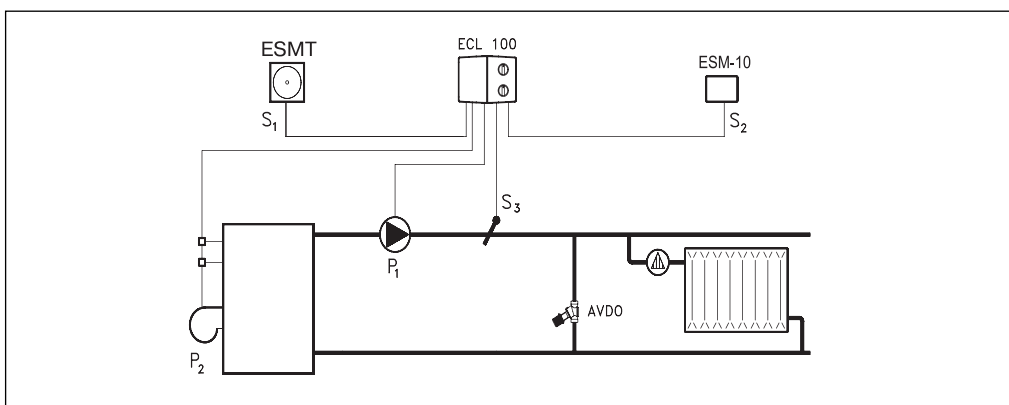 ESMT
ECL 100
ESM-10
S₁
S₂
S₃
P₁
AVDO
P₂